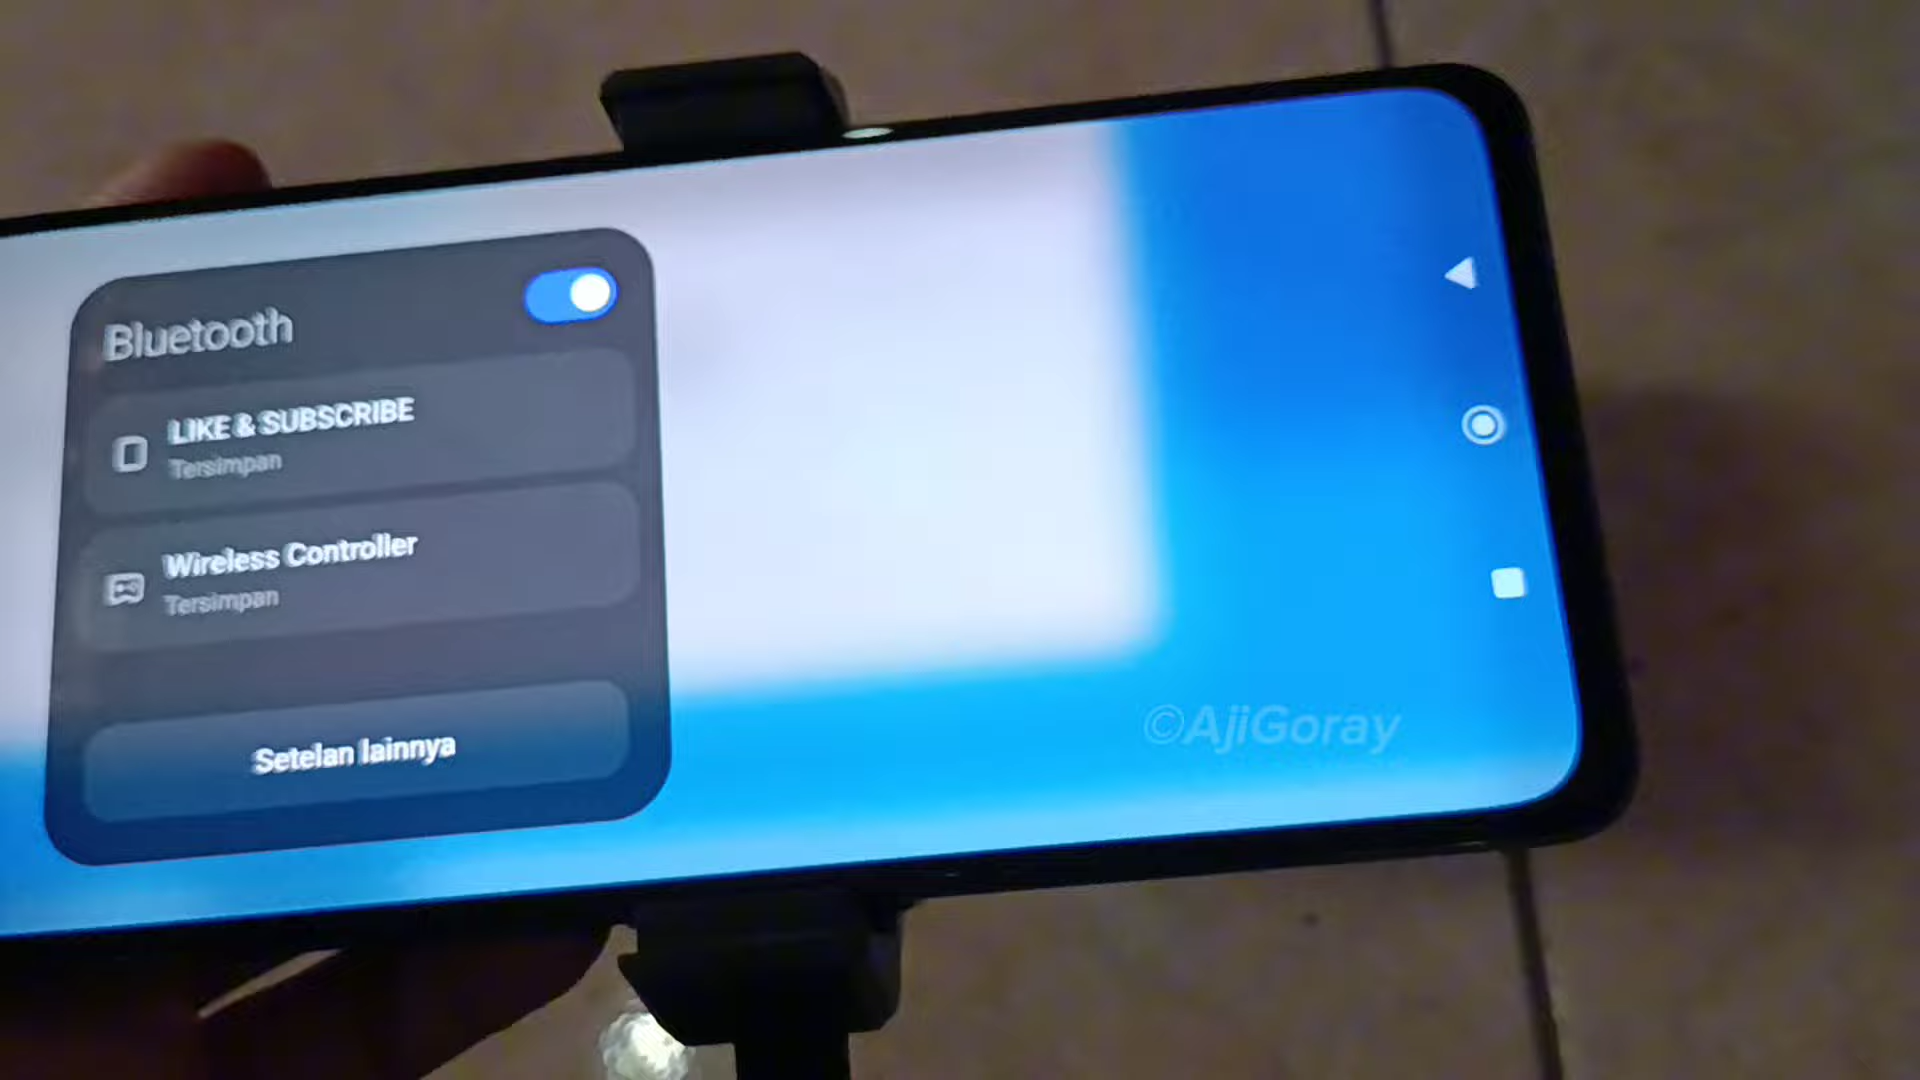 Bluetooth
LIKE & SUBSCRIBE
Tersimpan
Wireless Controller
Tersimpan
Setelan lainnya
©AjiGoray